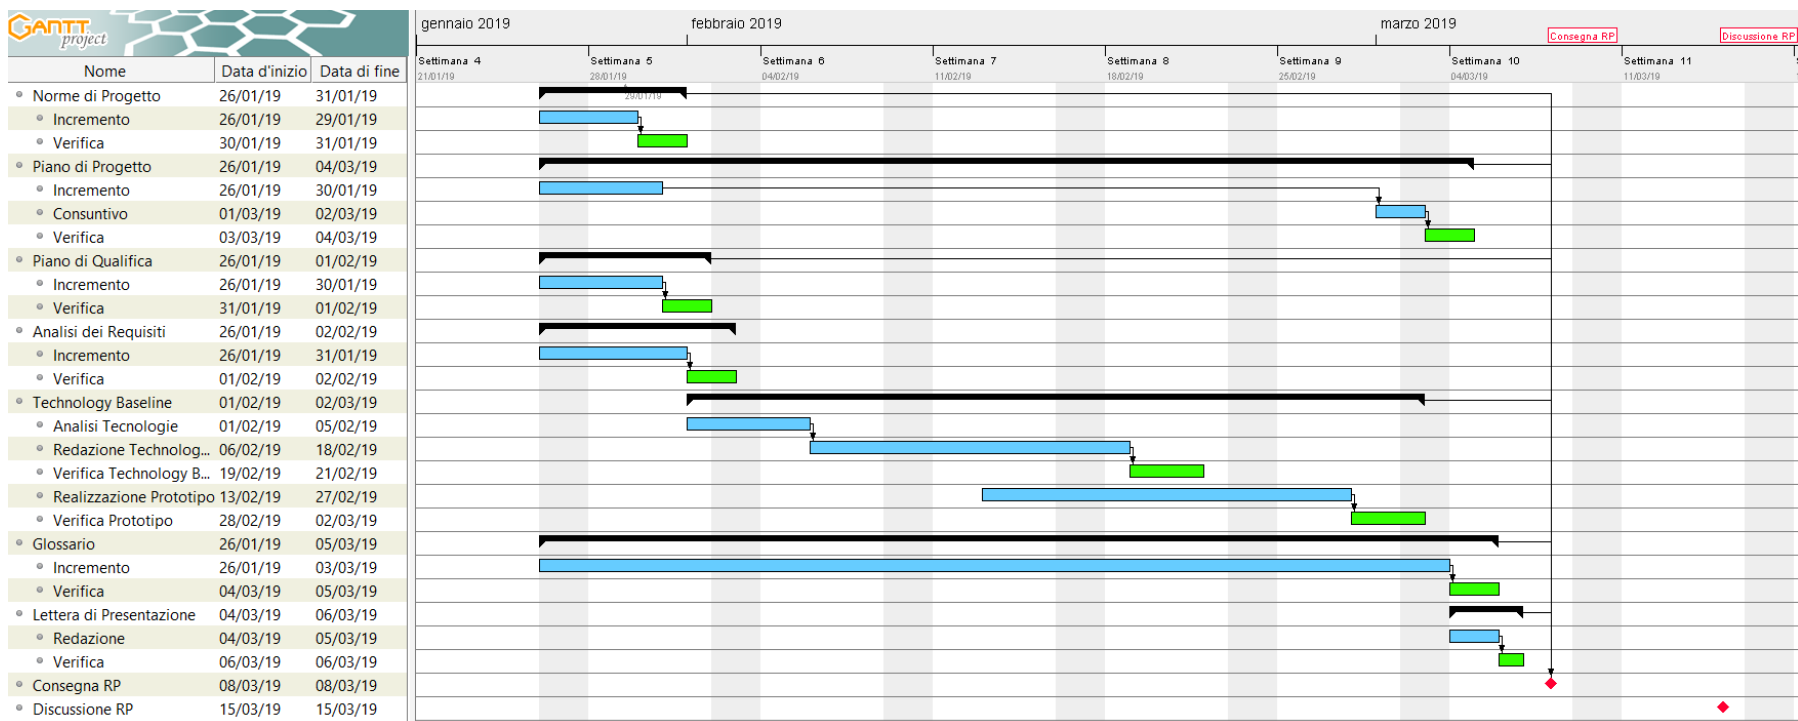 GANTT
project
gennaio 2019 febbraio 2019 marzo 2019
Consegna RP Discussione RP
Settimana 4 Settimana 5 Settimana 6 Settimana 7 Settimana 8 Settimana 9 Settimana 10 Settimana 11
21/01/19 28/01/19 04/02/19 11/02/19 18/02/19 25/02/19 04/03/19 11/03/19
Nome Data d'inizio Data di fine
29/01/19
Norme di Progetto 26/01/19 31/01/19
Incremento 26/01/19 29/01/19
Verifica 30/01/19 31/01/19
Piano di Progetto 26/01/19 04/03/19
Incremento 26/01/19 30/01/19
Consuntivo 01/03/19 02/03/19
Verifica 03/03/19 04/03/19
Piano di Qualifica 26/01/19 01/02/19
Incremento 26/01/19 30/01/19
Verifica 31/01/19 01/02/19
Analisi dei Requisiti 26/01/19 02/02/19
Incremento 26/01/19 31/01/19
Verifica 01/02/19 02/02/19
Technology Baseline 01/02/19 02/03/19
Analisi Tecnologie 01/02/19 05/02/19
Redazione Technolog... 06/02/19 18/02/19
Verifica Technology B... 19/02/19 21/02/19
Realizzazione Prototipo 13/02/19 27/02/19
Verifica Prototipo 28/02/19 02/03/19
Glossario 26/01/19 05/03/19
Incremento 26/01/19 03/03/19
Verifica 04/03/19 05/03/19
Lettera di Presentazione 04/03/19 06/03/19
Redazione 04/03/19 05/03/19
Verifica 06/03/19 06/03/19
Consegna RP 08/03/19 08/03/19
Discussione RP 15/03/19 15/03/19